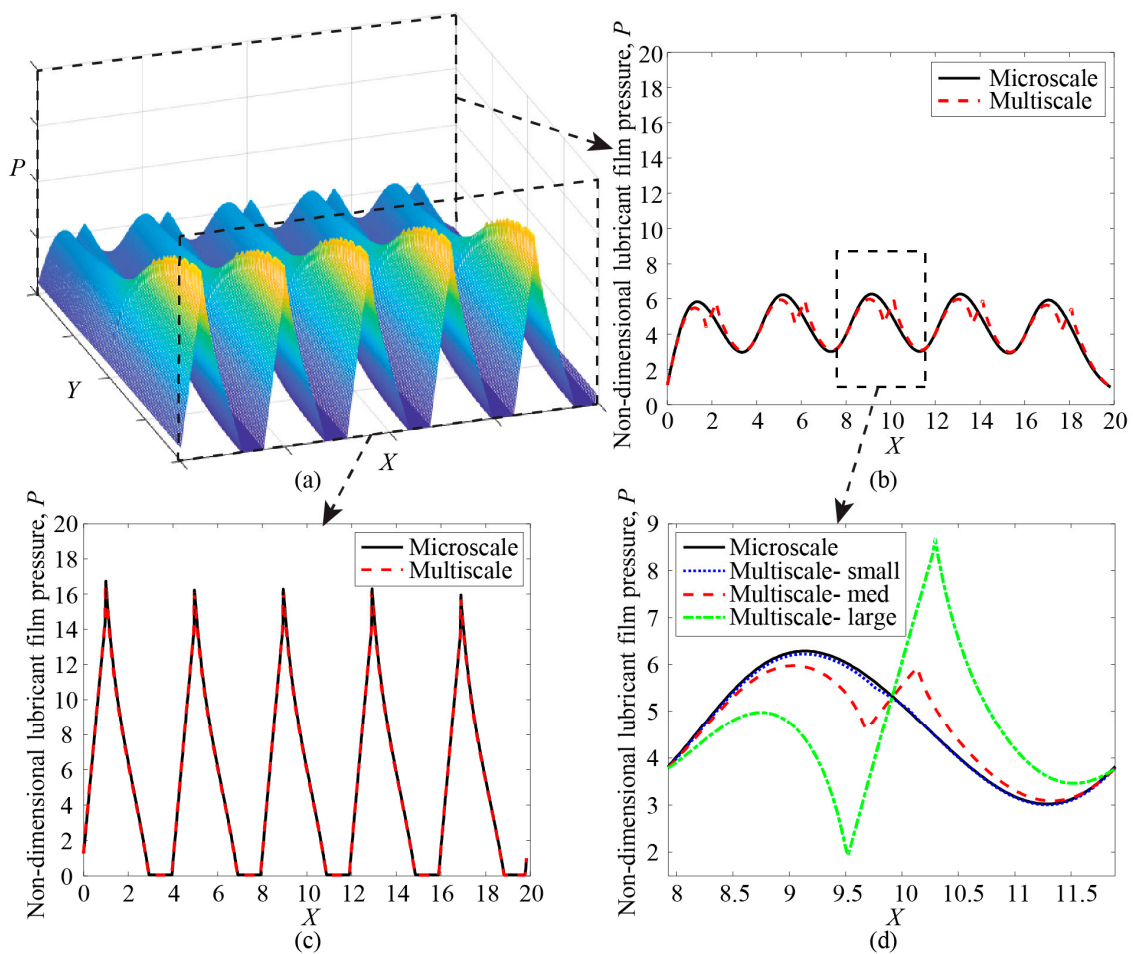 P
Y
X
(a)
Non-dimensional lubricant film pressure, P
20
18
16
14
12
10
8
6
4
2
0
Microscale
Multiscale
0 2 4 6 8 10 12 14 16 18 20
X
(b)
Non-dimensional lubricant film pressure, P
20
18
16
14
12
10
8
6
4
2
0
Microscale
Multiscale
0 2 4 6 8 10 12 14 16 18 20
X
(c)
Non-dimensional lubricant film pressure, P
9
8
7
6
5
4
3
2
Microscale
Multiscale- small
Multiscale- med
Multiscale- large
8 8.5 9 9.5 10 10.5 11 11.5
X
(d)